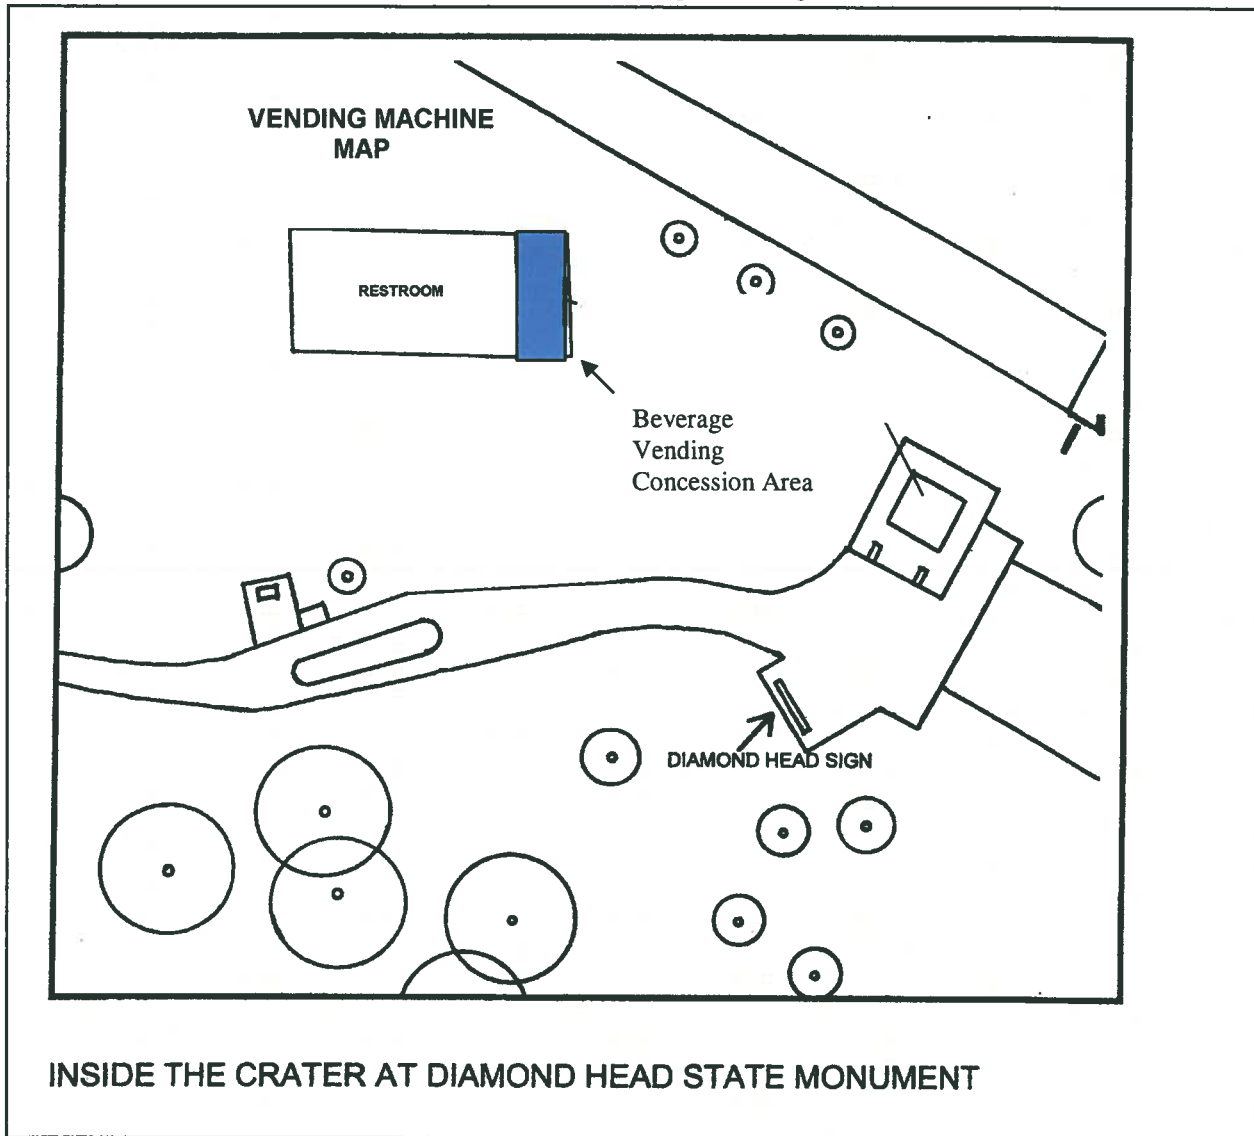 VENDING MACHINE
MAP
RESTROOM
Beverage
Vending
Concession Area
DIAMOND HEAD SIGN
INSIDE THE CRATER AT DIAMOND HEAD STATE MONUMENT